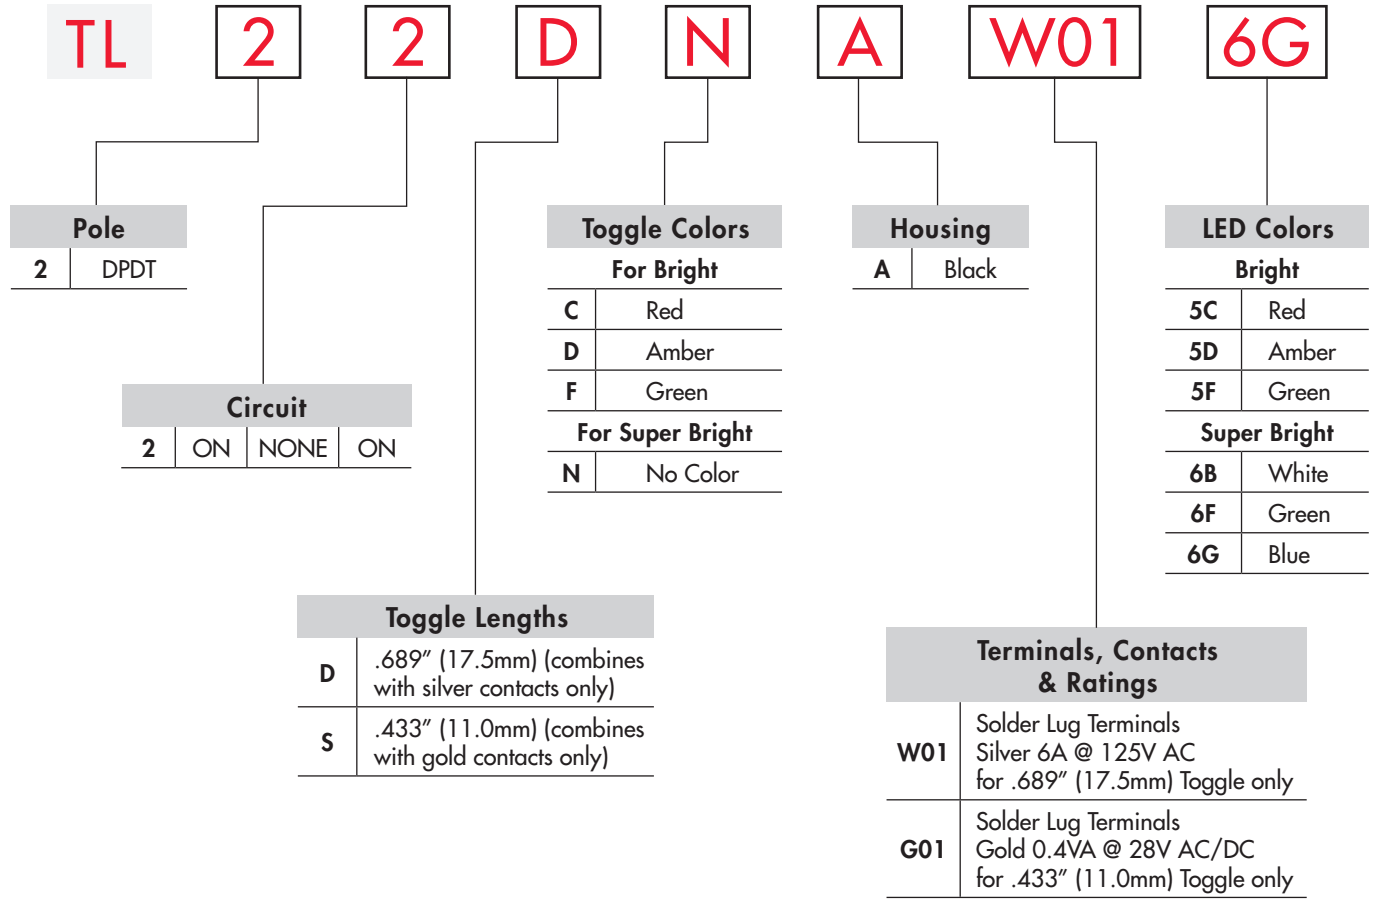 TL 2 2 D N A W01 6G
Pole
2 DPDT
Circuit
2 ON NONE ON
Toggle Lengths
D .689″ (17.5mm) (combines
with silver contacts only)
S .433″ (11.0mm) (combines
with gold contacts only)
Toggle Colors
For Bright
C Red
D Amber
F Green
For Super Bright
N No Color
Housing
A Black
Terminals, Contacts
& Ratings
W01 Solder Lug Terminals
Silver 6A @ 125V AC
for .689″ (17.5mm) Toggle only
G01 Solder Lug Terminals
Gold 0.4VA @ 28V AC/DC
for .433″ (11.0mm) Toggle only
LED Colors
Bright
5C Red
5D Amber
5F Green
Super Bright
6B White
6F Green
6G Blue